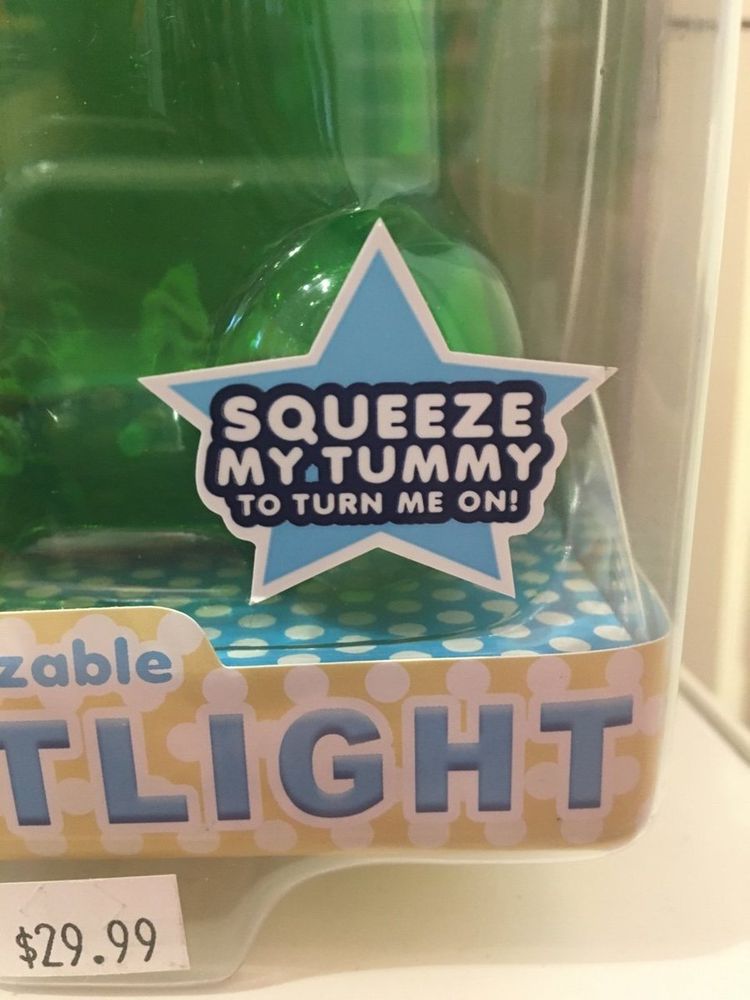 SQUEEZE
MY TUMMY
TO TURN ME ON!
zable
TLIGHT
$29.99